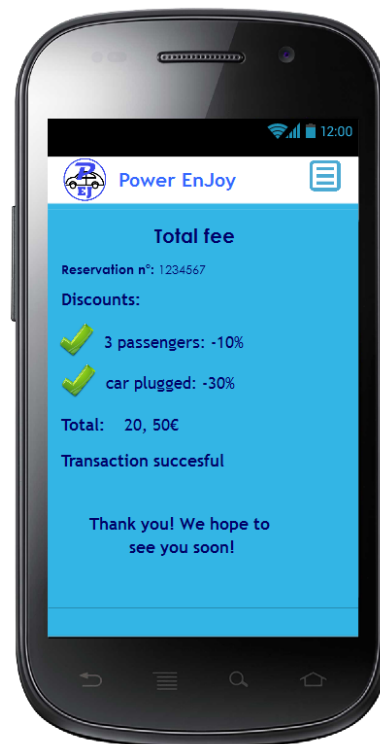 12:00
P
EJ
Power EnJoy
Total fee
Reservation n°: 1234567
Discounts:
3 passengers: -10%
car plugged: -30%
Total: 20, 50€
Transaction succesful
Thank you! We hope to
see you soon!